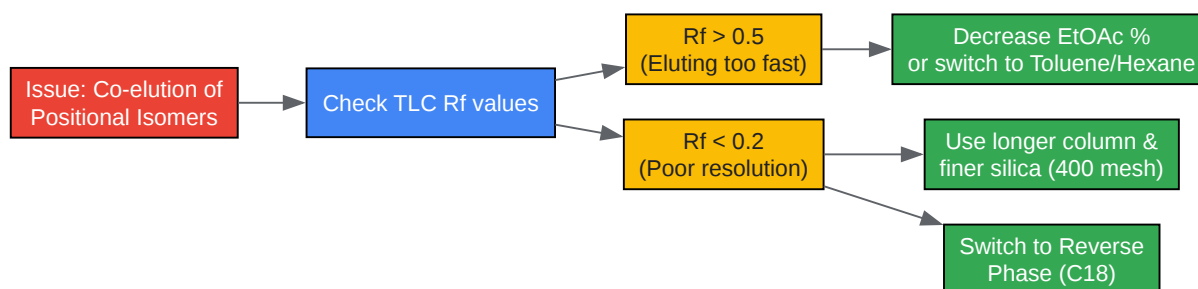 Issue: Co-elution of
Positional Isomers
Check TLC Rf values
Rf > 0.5
(Eluting too fast)
Decrease EtOAc %
or switch to Toluene/Hexane
Rf < 0.2
(Poor resolution)
Use longer column &
finer silica (400 mesh)
Switch to Reverse
Phase (C18)